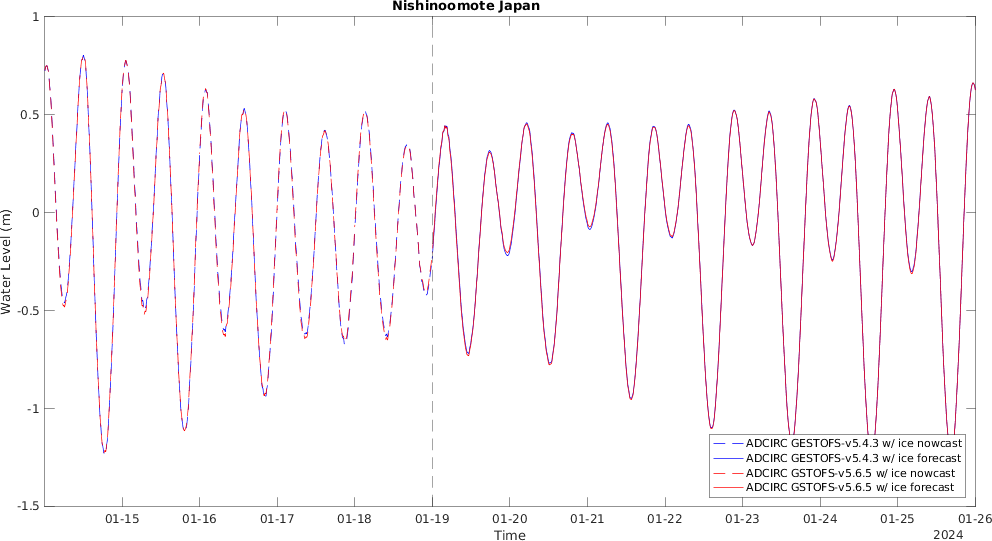 Nishinoomote Japan
1
0.5
0
-0.5
-1
-1.5
Water Level (m)
01-15 01-16 01-17 01-18 01-19 01-20 01-21 01-22 01-23 01-24 01-25 01-26
Time
2024
ADCIRC GESTOFS-v5.4.3 w/ ice nowcast
ADCIRC GESTOFS-v5.4.3 w/ ice forecast
ADCIRC GSTOFS-v5.6.5 w/ ice nowcast
ADCIRC GSTOFS-v5.6.5 w/ ice forecast